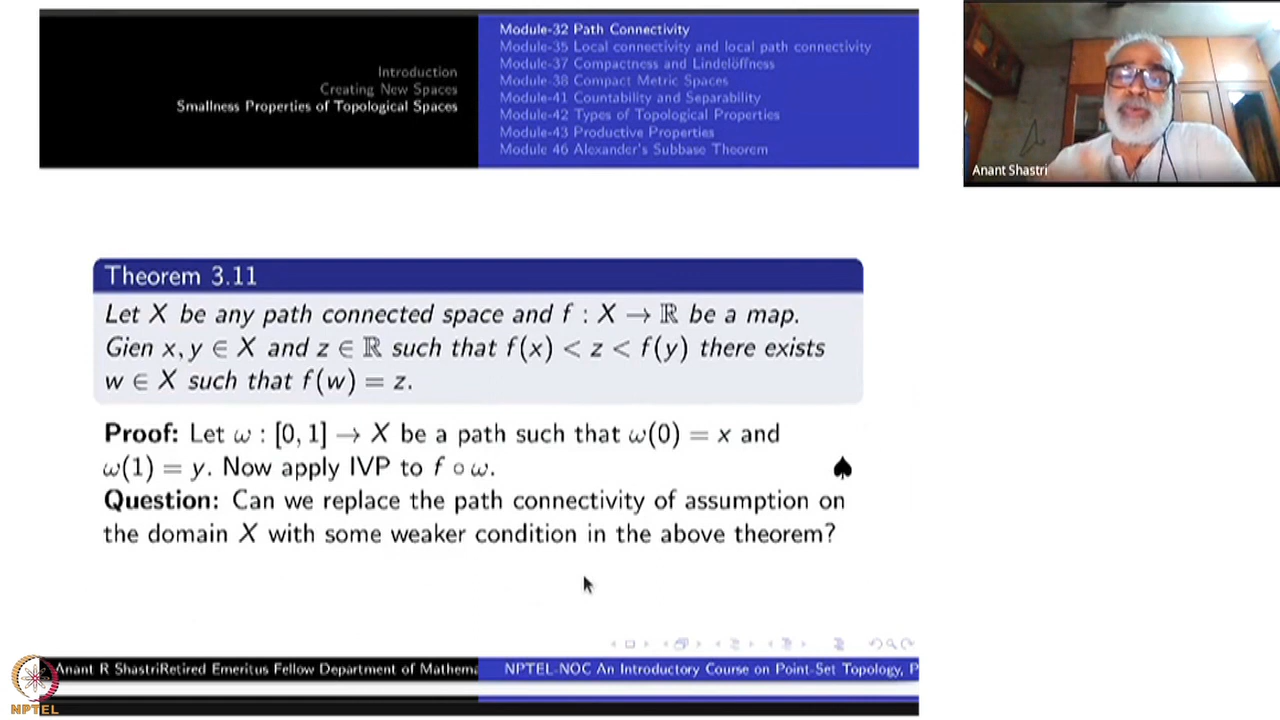 Introduction
Creating New Spaces
Smallness Properties of Topological Spaces
Module-32 Path Connectivity
Module-35 Local connectivity and local path connectivity
Module-37 Compactness and Lindelöffness
Module-38 Compact Metric Spaces
Module-41 Countability and Separability
Module-42 Types of Topological Properties
Module-43 Productive Properties
Module 46 Alexander's Subbase Theorem
Anant Shastri
Theorem 3.11
Let X be any path connected space and f : X → ℝ be a map.
Gien x, y ∈ X and z ∈ ℝ such that f(x) < z < f(y) there exists
w ∈ X such that f(w) = z.
Proof: Let ω : [0, 1] → X be a path such that ω(0) = x and
ω(1) = y. Now apply IVP to f ∘ ω. ♠
Question: Can we replace the path connectivity of assumption on
the domain X with some weaker condition in the above theorem?
Anant R ShastriRetired Emeritus Fellow Department of Mathema
NPTEL-NOC An Introductory Course on Point-Set Topology, P
NPTEL